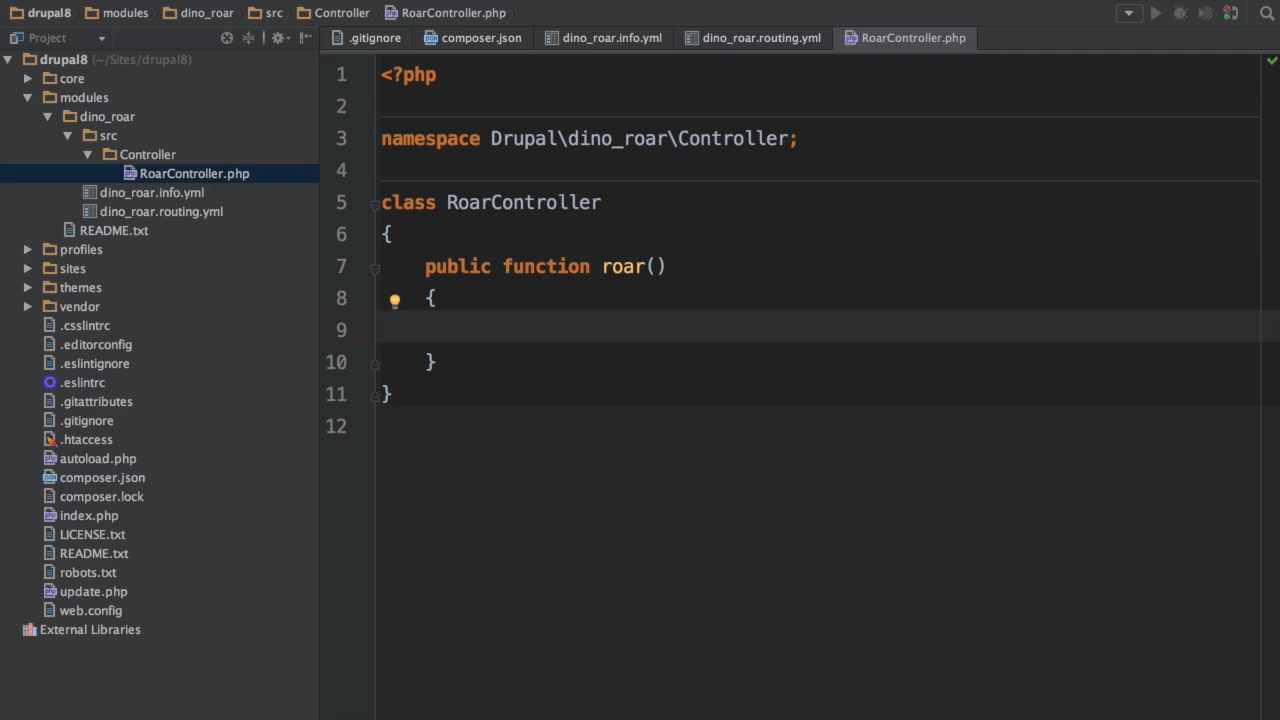 drupal8 modules dino_roar src Controller RoarController.php
Project
.gitignore composer.json dino_roar.info.yml dino_roar.routing.yml RoarController.php
drupal8 (~/Sites/drupal8)
core
modules
dino_roar
src
Controller
RoarController.php
dino_roar.info.yml
dino_roar.routing.yml
README.txt
profiles
sites
themes
vendor
.csslintrc
.editorconfig
.eslintignore
.eslintrc
.gitattributes
.gitignore
.htaccess
autoload.php
composer.json
composer.lock
index.php
LICENSE.txt
README.txt
robots.txt
update.php
web.config
External Libraries
1 <?php
2
3 namespace Drupal\dino_roar\Controller;
4
5 class RoarController
6 {
7 public function roar()
8 {
9
10 }
11 }
12